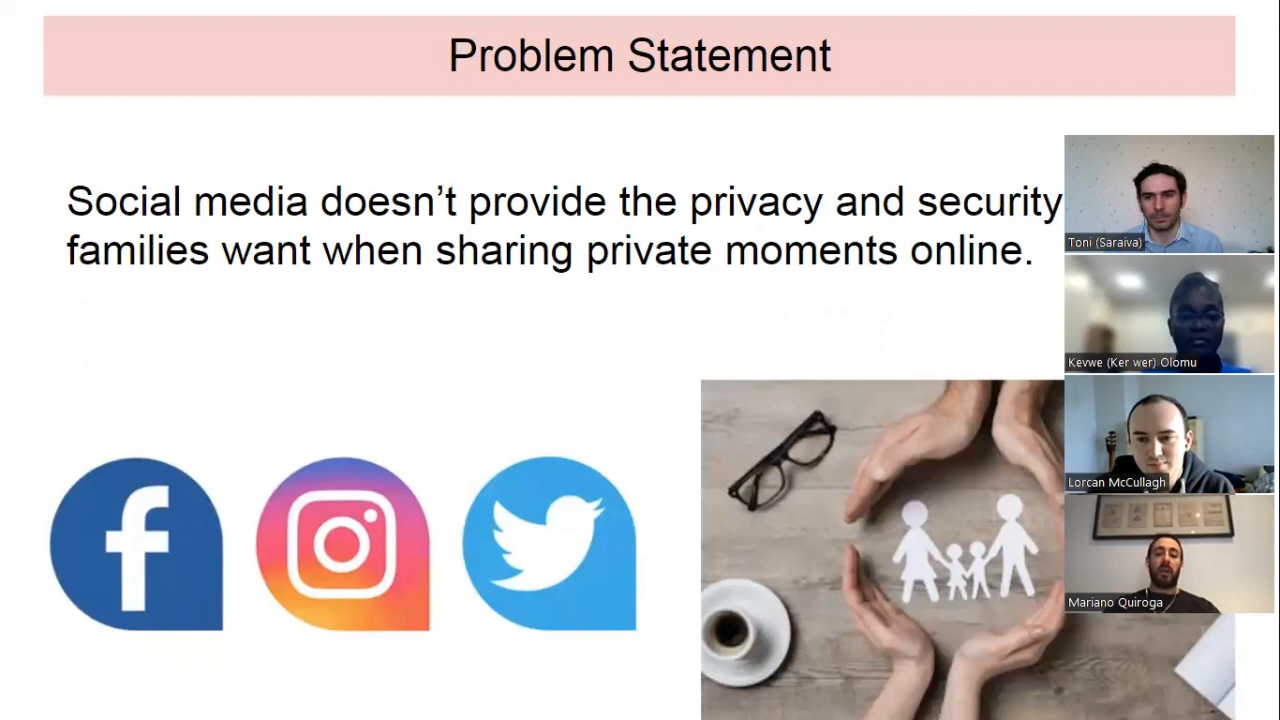 Problem Statement
Social media doesn’t provide the privacy and security
families want when sharing private moments online.
Toni (Saraiva)
Kevwe (Ker wer) Olomu
Lorcan McCullagh
Mariano Quiroga